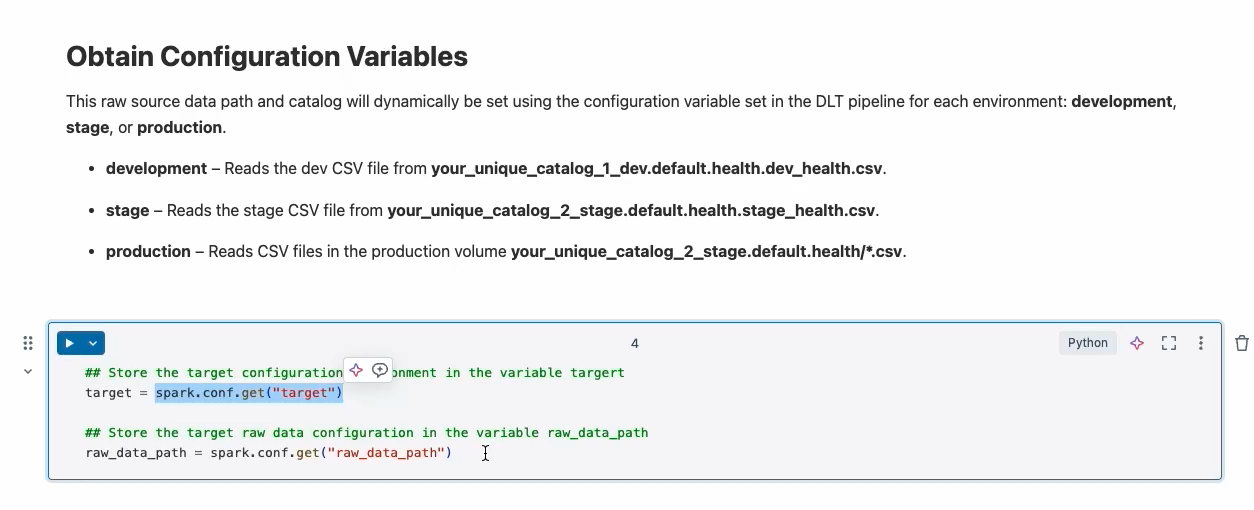 Obtain Configuration Variables
This raw source data path and catalog will dynamically be set using the configuration variable set in the DLT pipeline for each environment: development,
stage, or production.
• development – Reads the dev CSV file from your_unique_catalog_1_dev.default.health.dev_health.csv.
• stage – Reads the stage CSV file from your_unique_catalog_2_stage.default.health.stage_health.csv.
• production – Reads CSV files in the production volume your_unique_catalog_2_stage.default.health/*.csv.
4
Python
## Store the target configuration onment in the variable targert
target = spark.conf.get("target")
## Store the target raw data configuration in the variable raw_data_path
raw_data_path = spark.conf.get("raw_data_path")